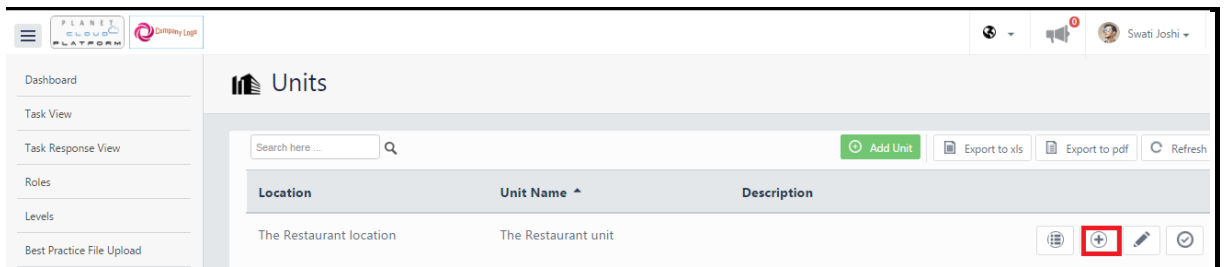 PLANET
CLOUD
PLATFORM
Company Logo
0
Swati Joshi
Dashboard
Task View
Task Response View
Roles
Levels
Best Practice File Upload
Units
Search here ...
Add Unit
Export to xls
Export to pdf
Refresh
Location Unit Name Description
The Restaurant location The Restaurant unit